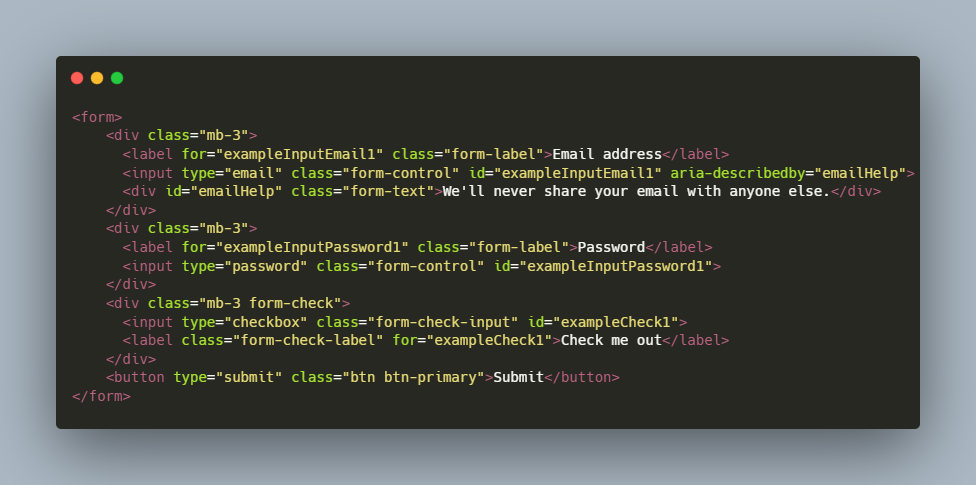 <form>
    <div class="mb-3">
      <label for="exampleInputEmail1" class="form-label">Email address</label>
      <input type="email" class="form-control" id="exampleInputEmail1" aria-describedby="emailHelp">
      <div id="emailHelp" class="form-text">We'll never share your email with anyone else.</div>
    </div>
    <div class="mb-3">
      <label for="exampleInputPassword1" class="form-label">Password</label>
      <input type="password" class="form-control" id="exampleInputPassword1">
    </div>
    <div class="mb-3 form-check">
      <input type="checkbox" class="form-check-input" id="exampleCheck1">
      <label class="form-check-label" for="exampleCheck1">Check me out</label>
    </div>
    <button type="submit" class="btn btn-primary">Submit</button>
</form>